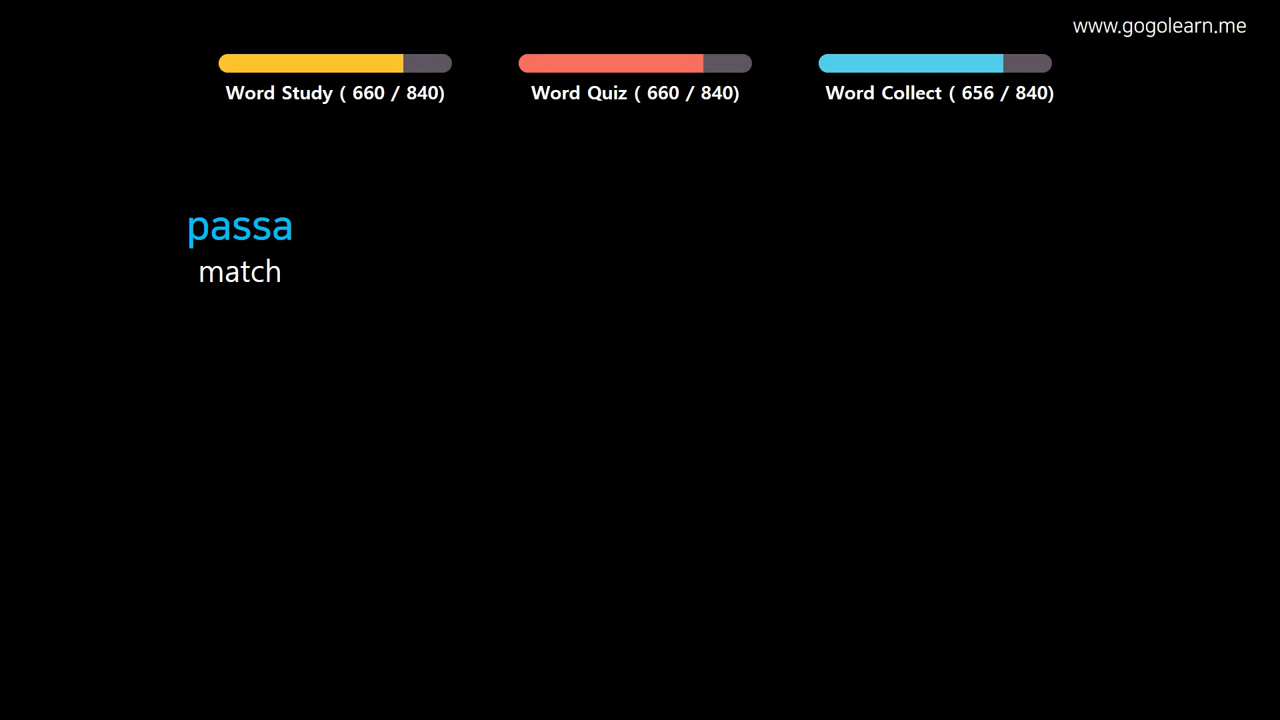 www.gogolearn.me
Word Study ( 660 / 840)
Word Quiz ( 660 / 840)
Word Collect ( 656 / 840)
passa
match